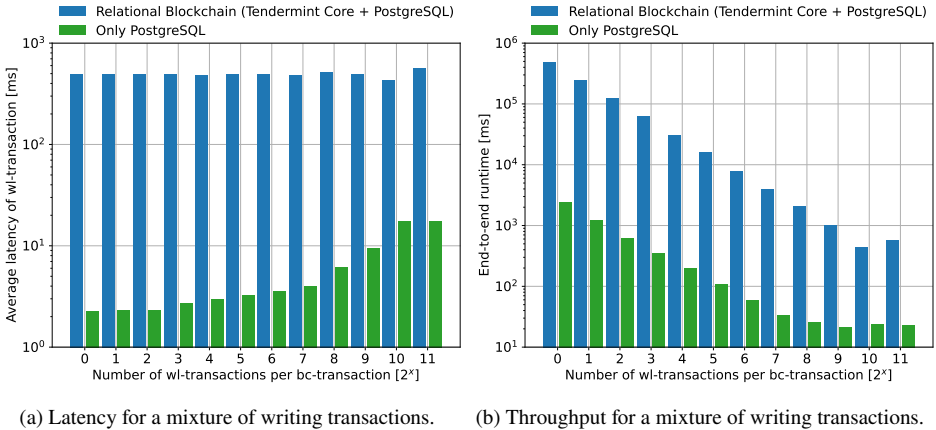 Relational Blockchain (Tendermint Core + PostgreSQL)
Only PostgreSQL
Average latency of wl-transaction [ms]
10³
10²
10¹
10⁰
0 1 2 3 4 5 6 7 8 9 10 11
Number of wl-transactions per bc-transaction [2ˣ]
(a) Latency for a mixture of writing transactions.
Relational Blockchain (Tendermint Core + PostgreSQL)
Only PostgreSQL
End-to-end runtime [ms]
10⁶
10⁵
10⁴
10³
10²
10¹
0 1 2 3 4 5 6 7 8 9 10 11
Number of wl-transactions per bc-transaction [2ˣ]
(b) Throughput for a mixture of writing transactions.